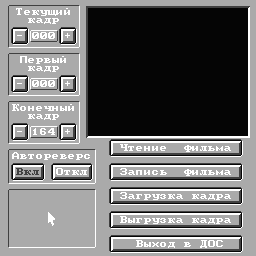 Текущий
кадр
- 000 +
Первый
кадр
- 000 +
Конечный
кадр
- 164 +
Автореверс
Вкл Откл
Чтение фильма
Запись фильма
Загрузка кадра
Выгрузка кадра
Выход в ДОС